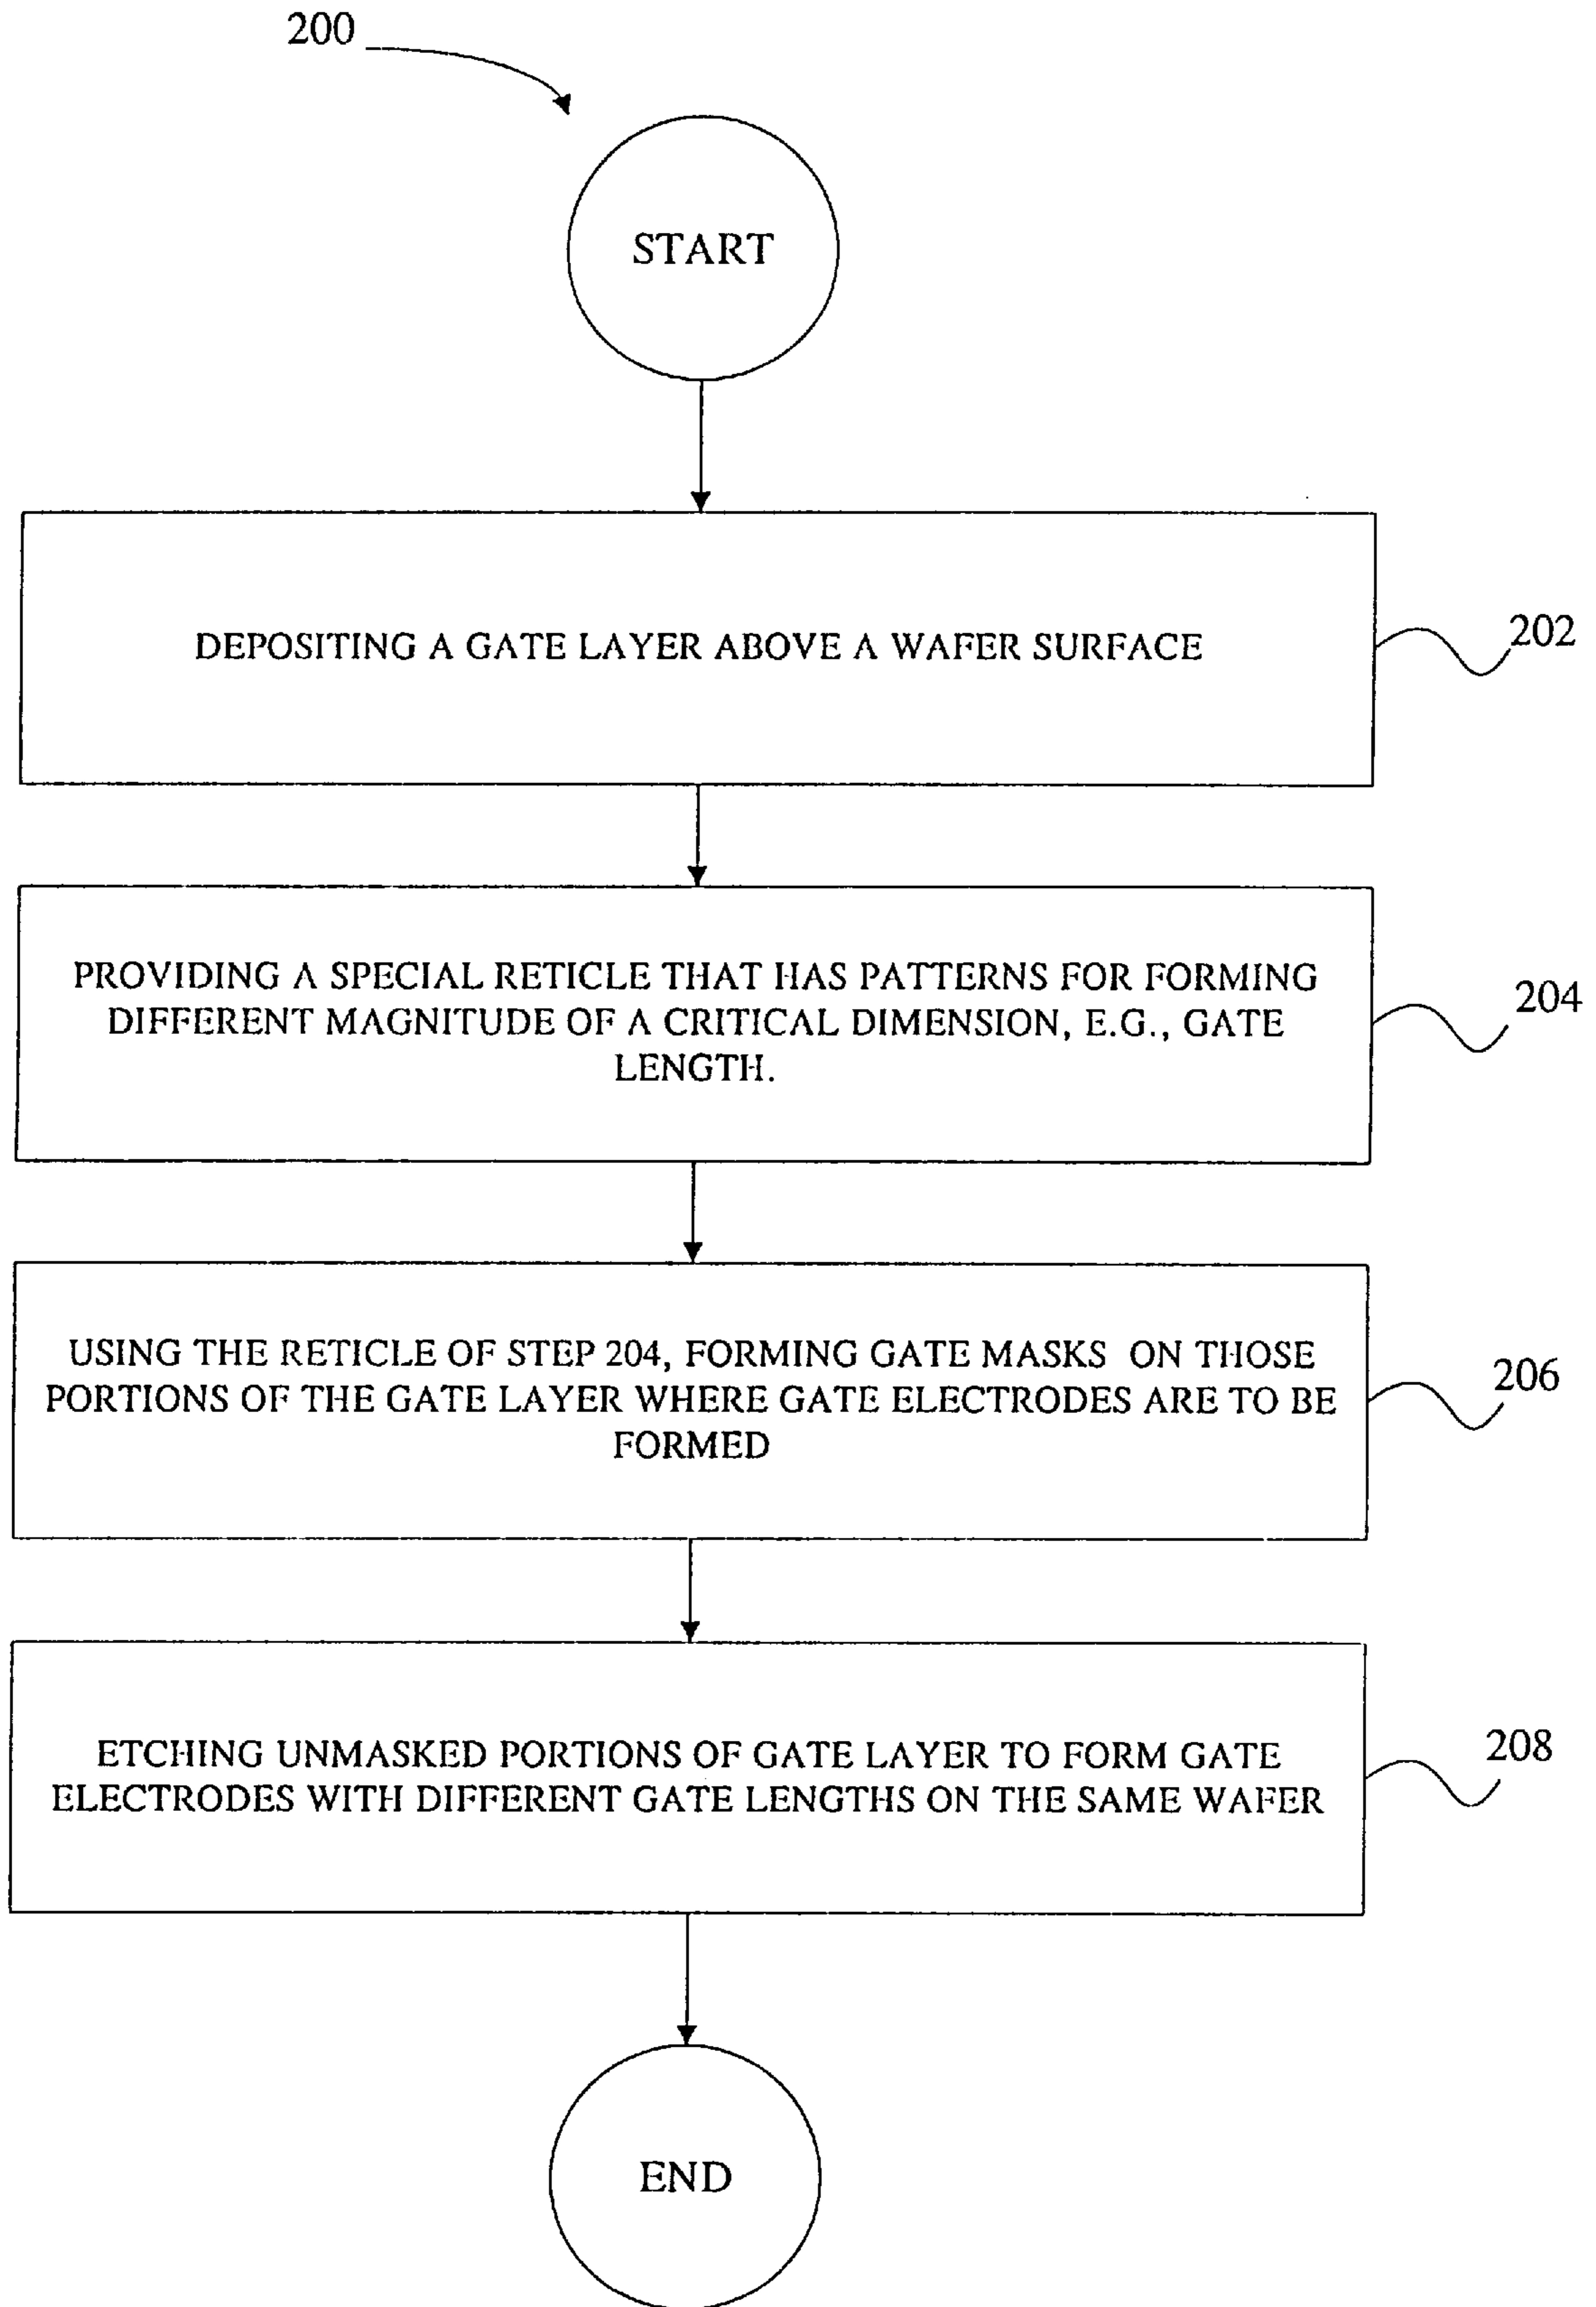 200
START
DEPOSITING A GATE LAYER ABOVE A WAFER SURFACE
202
PROVIDING A SPECIAL RETICLE THAT HAS PATTERNS FOR FORMING
DIFFERENT MAGNITUDE OF A CRITICAL DIMENSION, E.G., GATE
LENGTH.
204
USING THE RETICLE OF STEP 204, FORMING GATE MASKS ON THOSE
PORTIONS OF THE GATE LAYER WHERE GATE ELECTRODES ARE TO BE
FORMED
206
ETCHING UNMASKED PORTIONS OF GATE LAYER TO FORM GATE
ELECTRODES WITH DIFFERENT GATE LENGTHS ON THE SAME WAFER
208
END